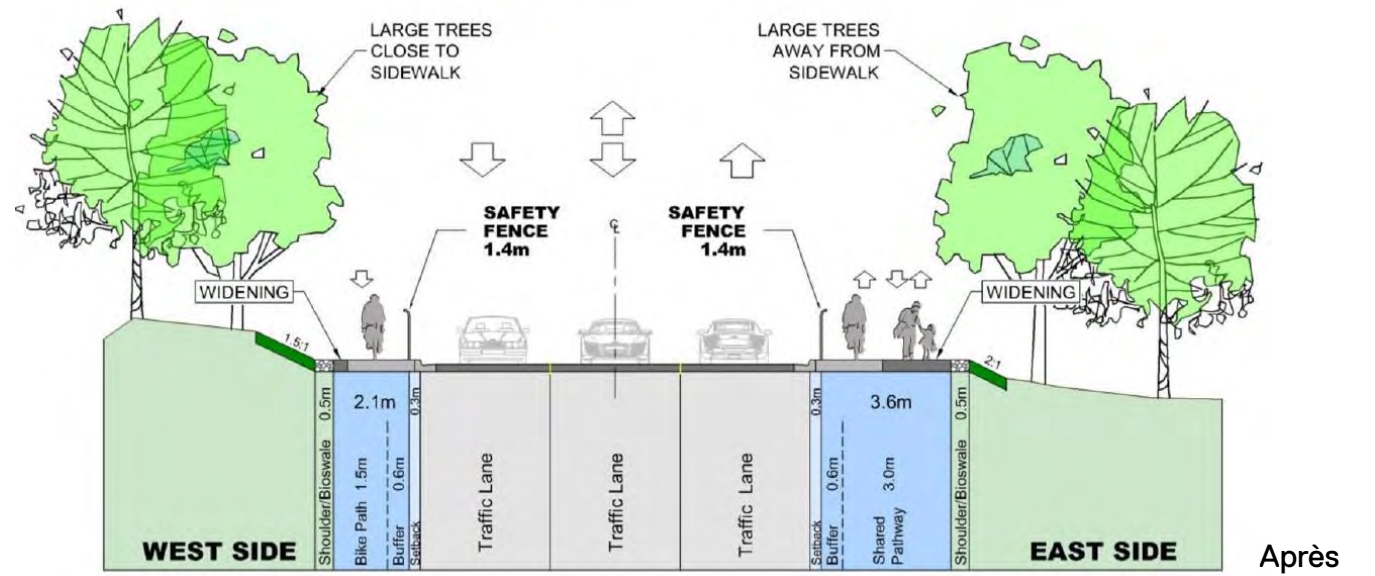 LARGE TREES
CLOSE TO
SIDEWALK
LARGE TREES
AWAY FROM
SIDEWALK
SAFETY
FENCE
1.4m
℄
SAFETY
FENCE
1.4m
WIDENING
WIDENING
1.5:1
2:1
0.5m
2.1m
0.3m
0.3m
3.6m
0.5m
Shoulder/Bioswale
Bike Path 1.5m
Buffer 0.6m
Setback
Traffic Lane
Traffic Lane
Traffic Lane
Setback
Buffer 0.6m
Shared
Pathway 3.0m
Shoulder/Bioswale
WEST SIDE
EAST SIDE
Après